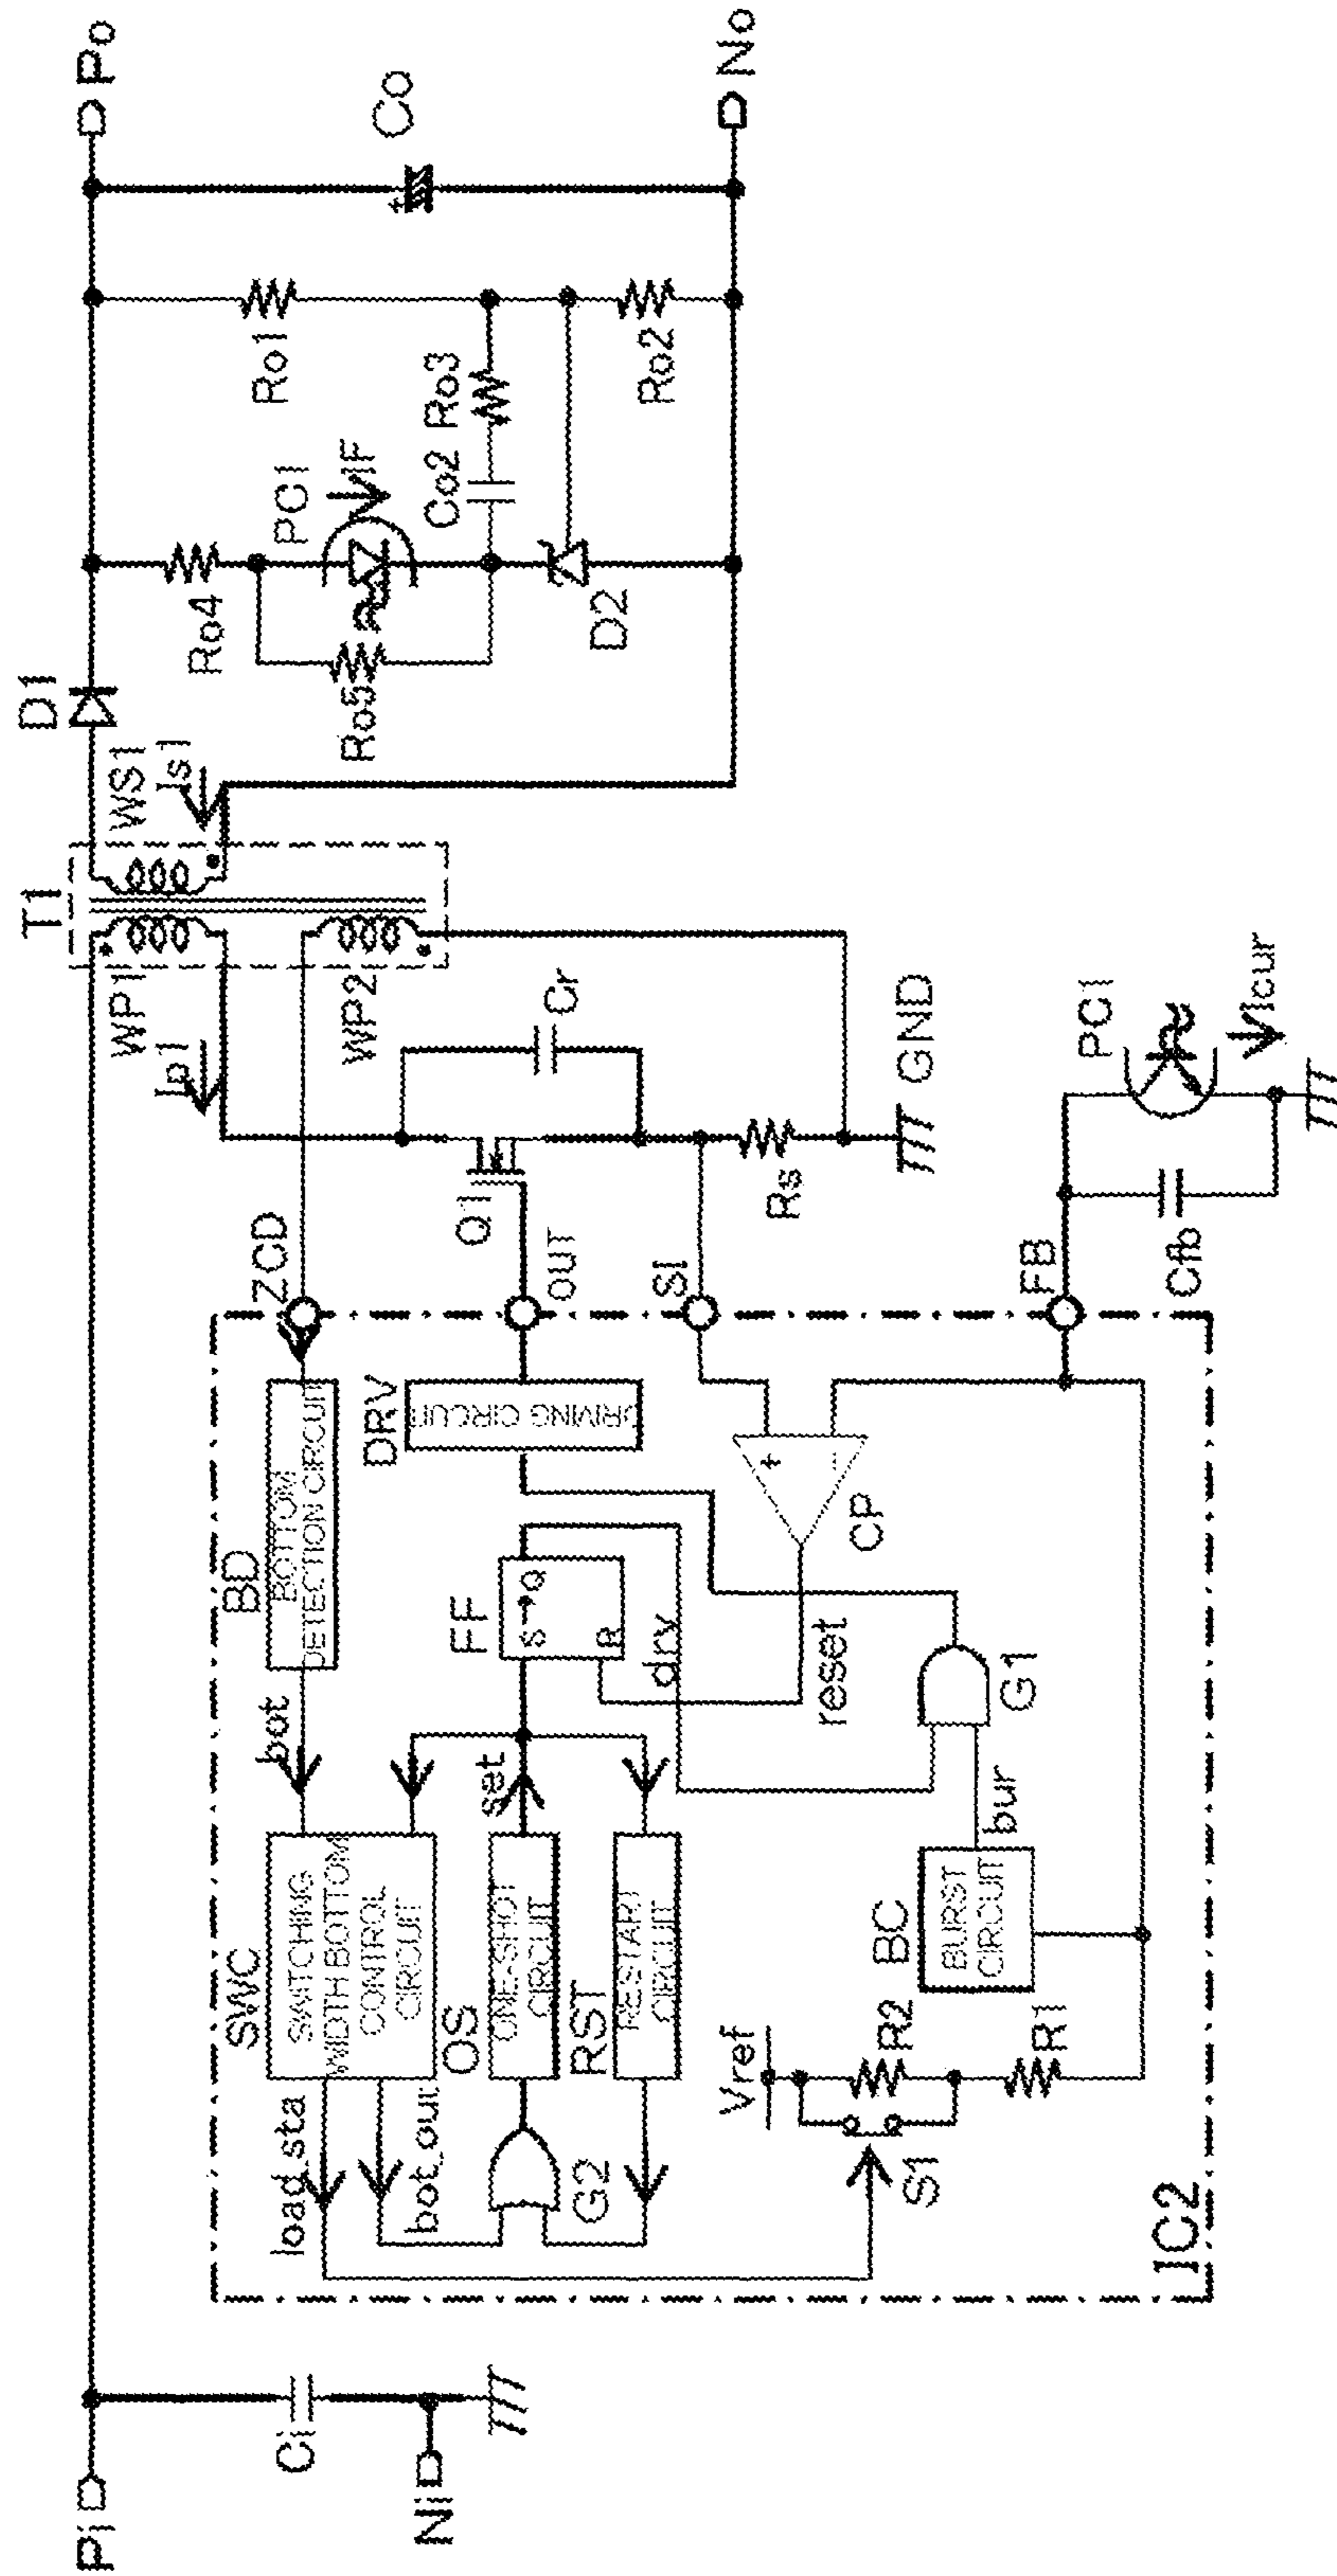 Pi
Ni
Ci
T1
WP1
Ip1
WP2
WS1
Is1
D1
Po
Co
No
Ro1
Ro2
Ro3
Co2
PC1
IF
Ro4
Ro5
D2
Cr
Q1
Rs
GND
ZCD
OUT
SI
FB
Cfb
PC1
Icur
IC2
SWC
SWITCHING
WIDTH BOTTOM
CONTROL
CIRCUIT
load_sta
bot_out
bot
BD
BOTTOM
DETECTION CIRCUIT
OS
ONE-SHOT
CIRCUIT
set
RST
RESTART
CIRCUIT
G2
FF
S
Q
R
drv
reset
DRV
DRIVING CIRCUIT
+
−
CP
G1
bur
BC
BURST
CIRCUIT
Vref
S1
R2
R1